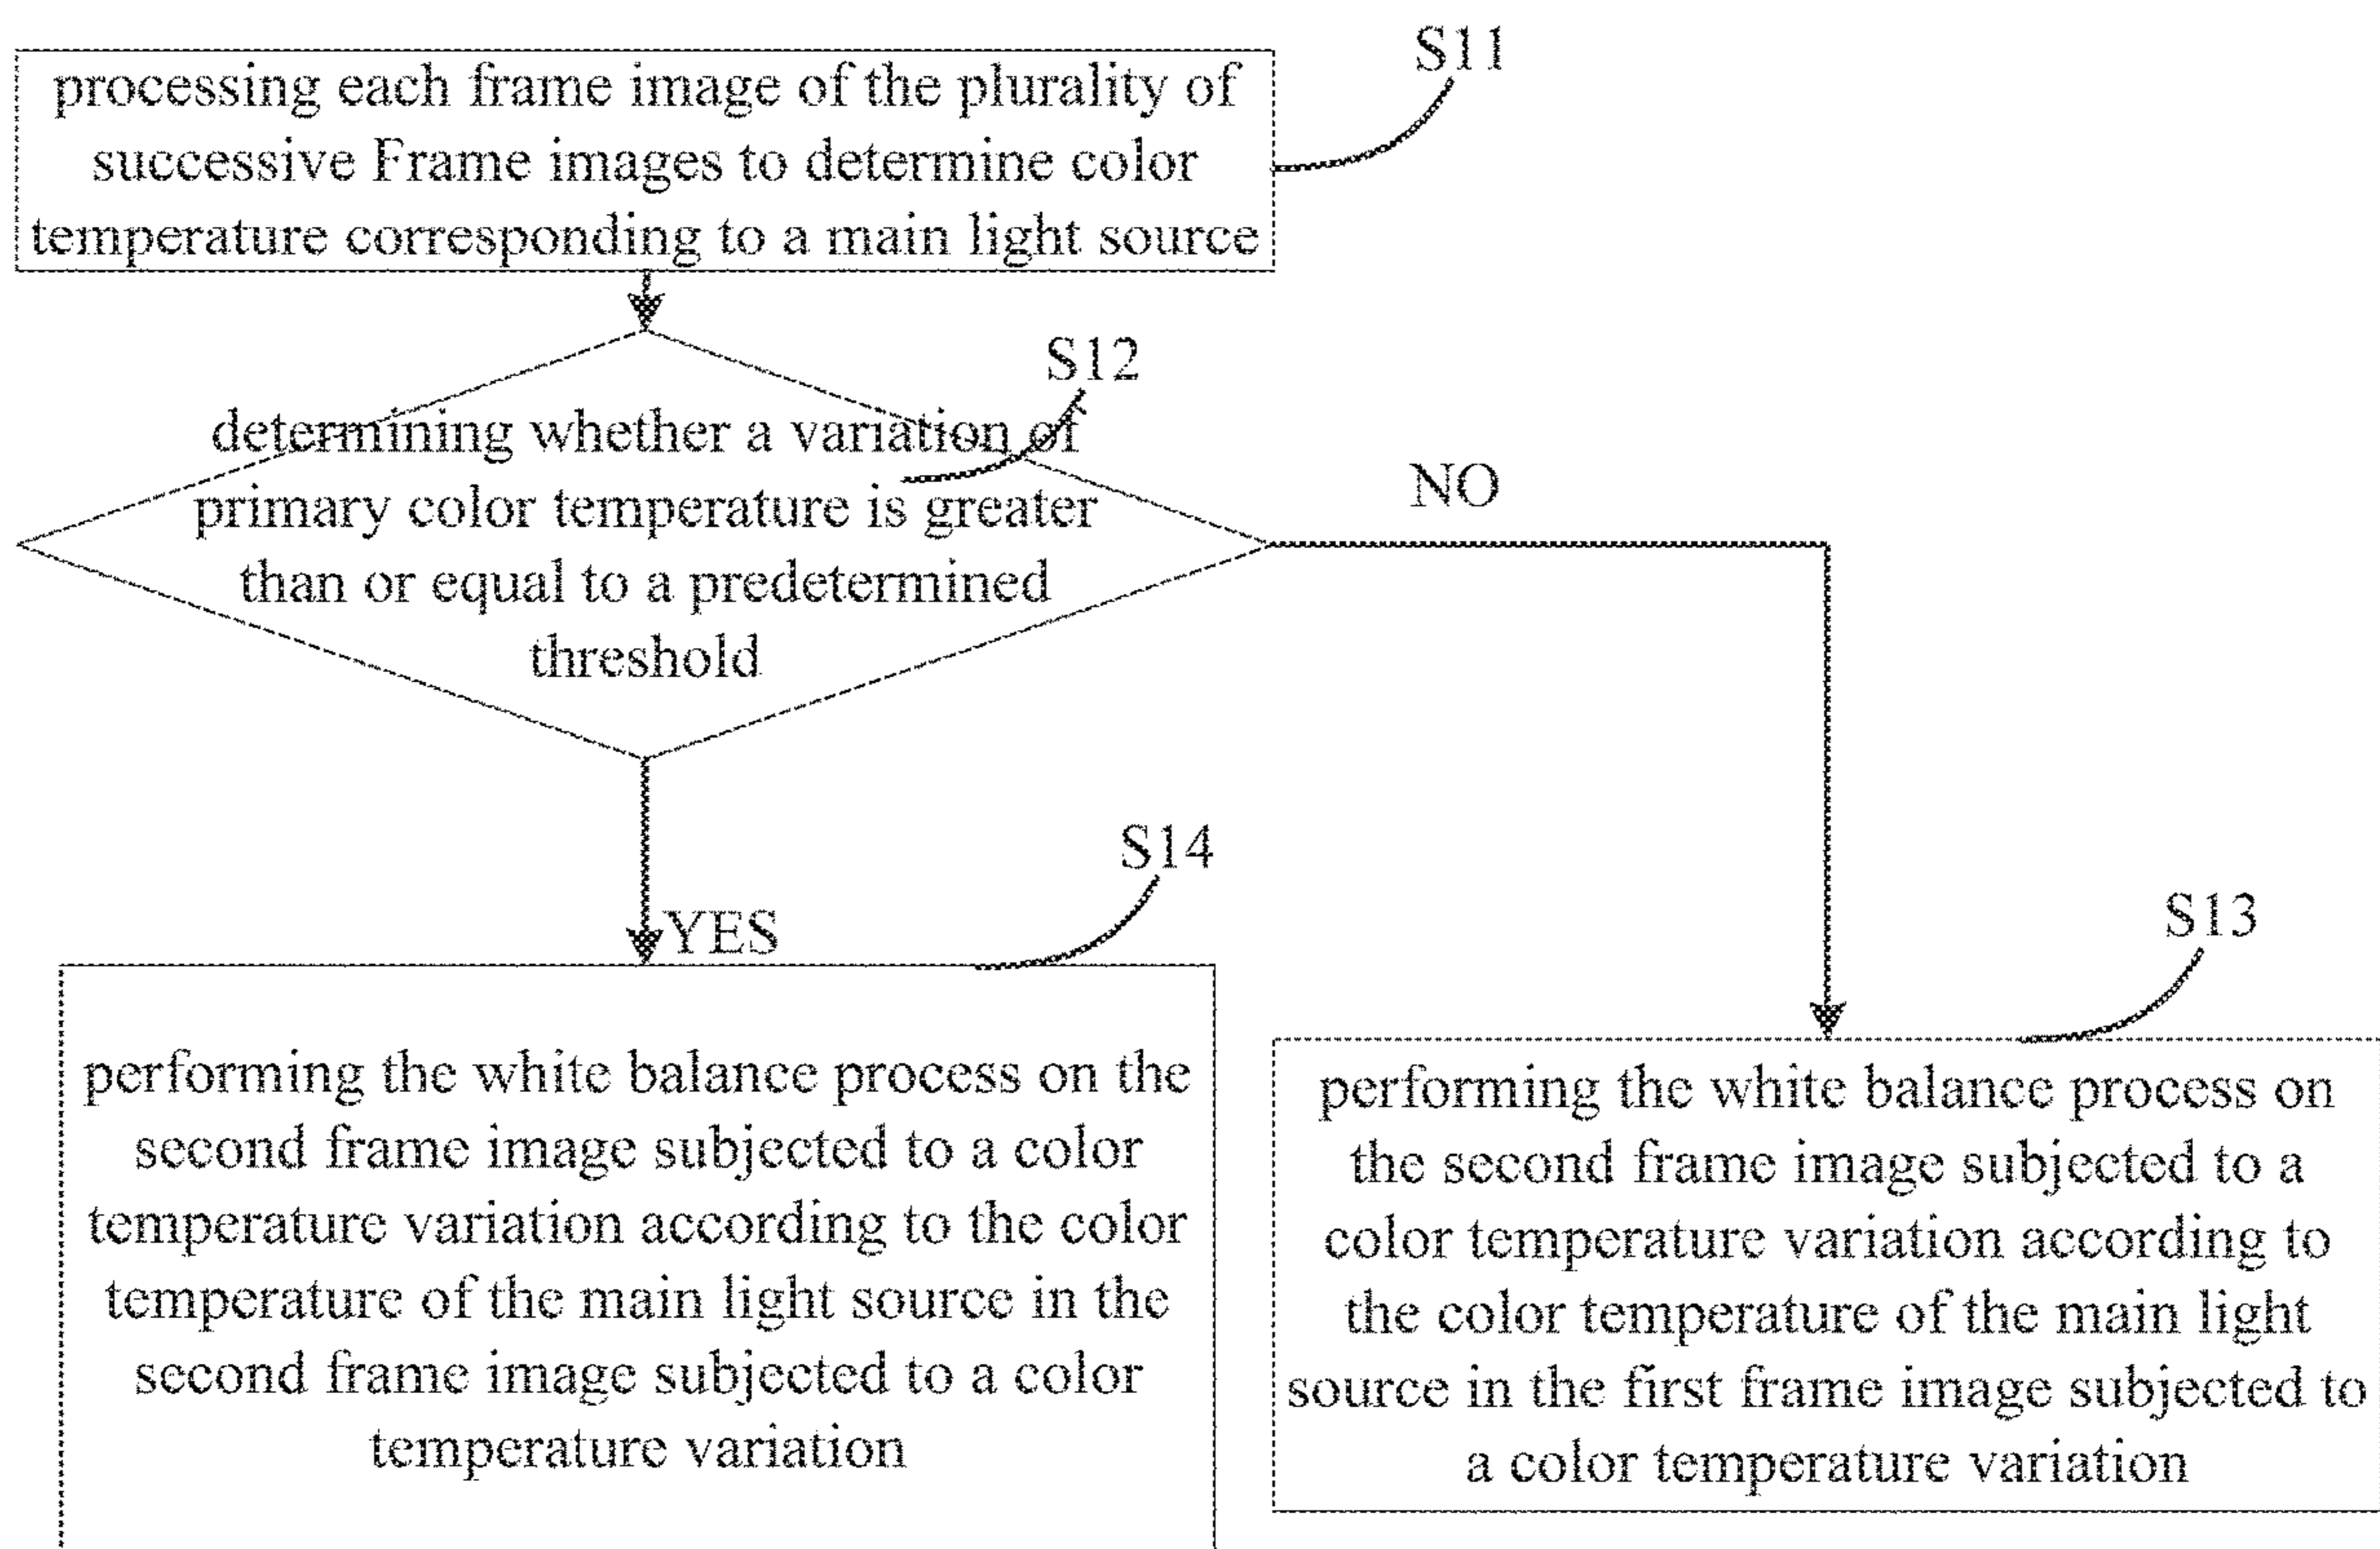 S11
processing each frame image of the plurality of
successive Frame images to determine color
temperature corresponding to a main light source
S12
determining whether a variation of
primary color temperature is greater
than or equal to a predetermined
threshold
NO
YES
S14
performing the white balance process on the
second frame image subjected to a color
temperature variation according to the color
temperature of the main light source in the
second frame image subjected to a color
temperature variation
S13
performing the white balance process on
the second frame image subjected to a
color temperature variation according to
the color temperature of the main light
source in the first frame image subjected to
a color temperature variation